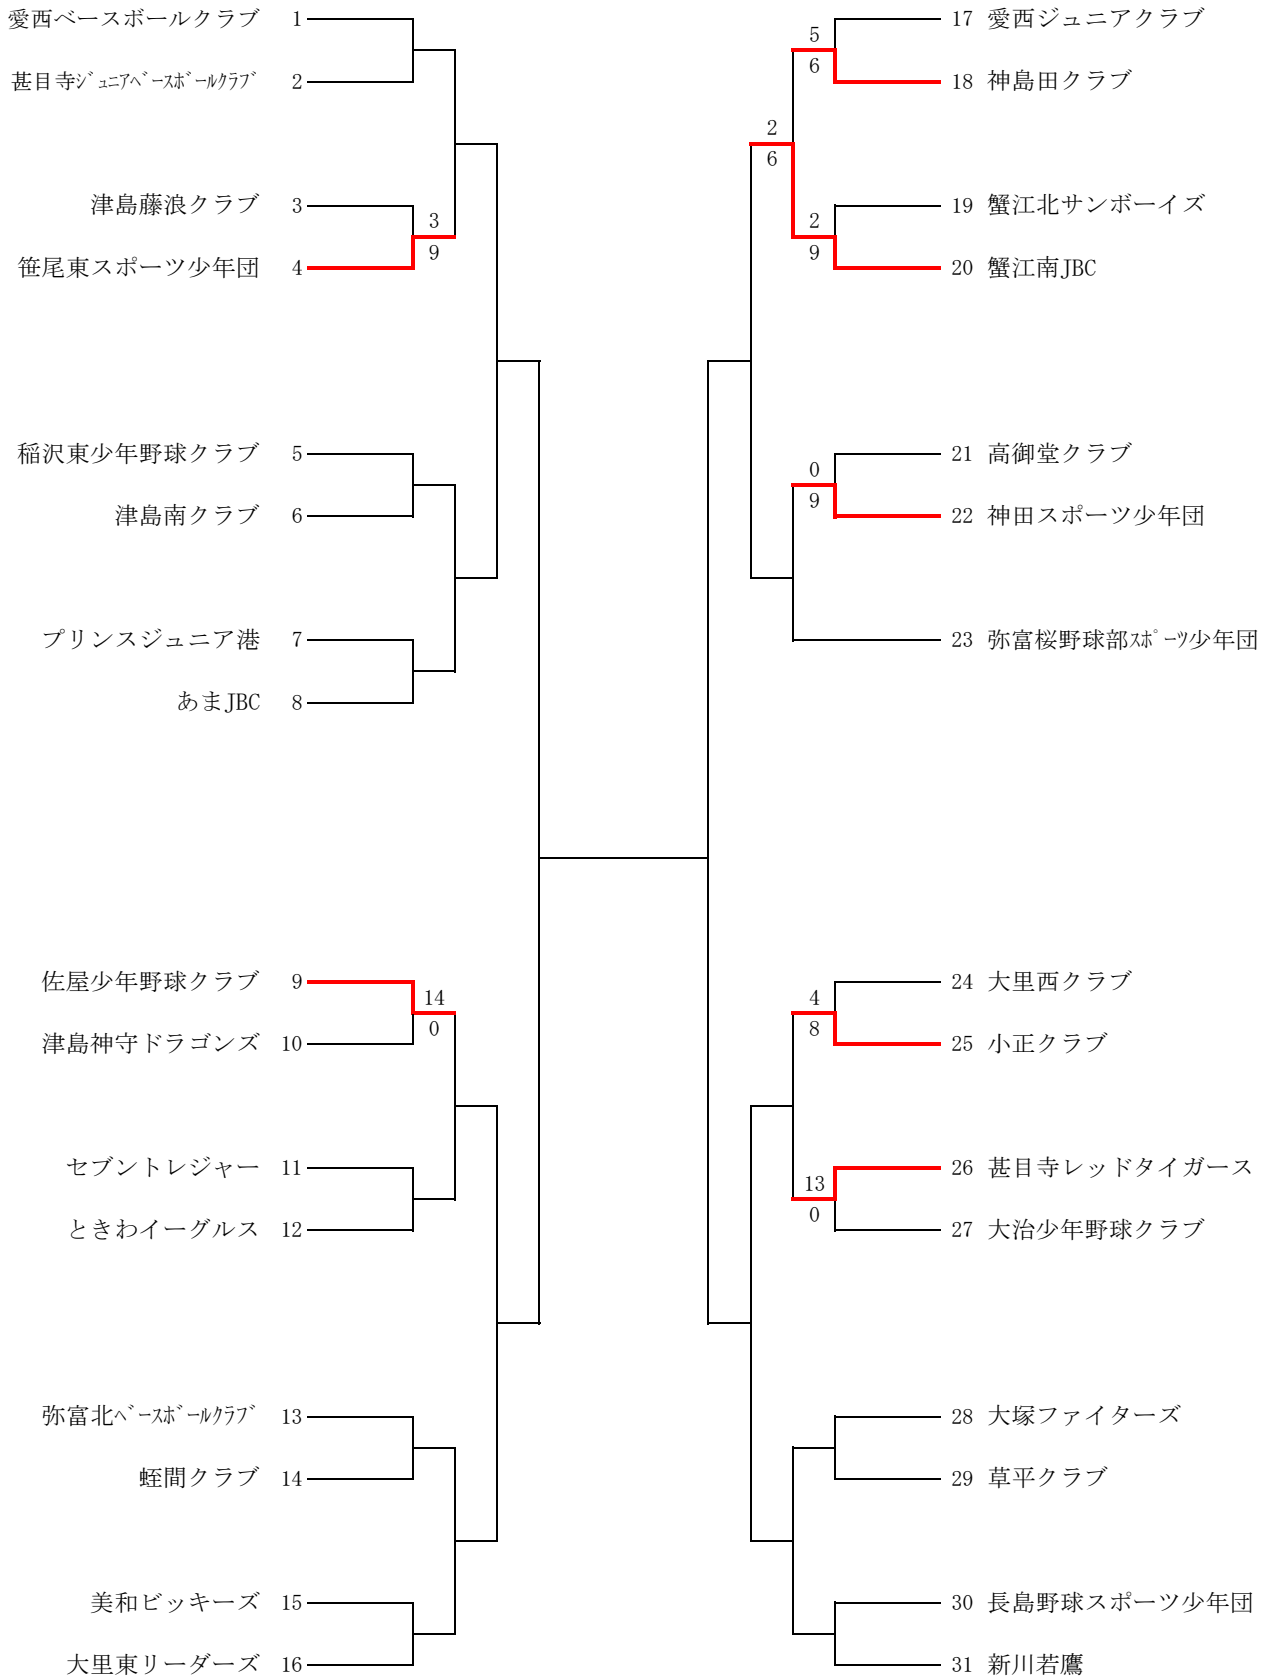 愛西ベースボールクラブ 1
甚目寺ｼﾞｭﾆｱﾍﾞｰｽﾎﾞｰﾙｸﾗﾌﾞ 2
津島藤浪クラブ 3
3
笹尾東スポーツ少年団 4
9
稲沢東少年野球クラブ 5
津島南クラブ 6
プリンスジュニア港 7
あまJBC 8
佐屋少年野球クラブ 9
14
0
津島神守ドラゴンズ 10
セブントレジャー 11
ときわイーグルス 12
弥富北ﾍﾞｰｽﾎﾞｰﾙｸﾗﾌﾞ 13
蛭間クラブ 14
美和ビッキーズ 15
大里東リーダーズ 16
17 愛西ジュニアクラブ
5
6
18 神島田クラブ
2
6
19 蟹江北サンボーイズ
2
9
20 蟹江南JBC
21 高御堂クラブ
0
9
22 神田スポーツ少年団
23 弥富桜野球部ｽﾎﾟｰﾂ少年団
24 大里西クラブ
4
8
25 小正クラブ
26 甚目寺レッドタイガース
13
0
27 大治少年野球クラブ
28 大塚ファイターズ
29 草平クラブ
30 長島野球スポーツ少年団
31 新川若鷹